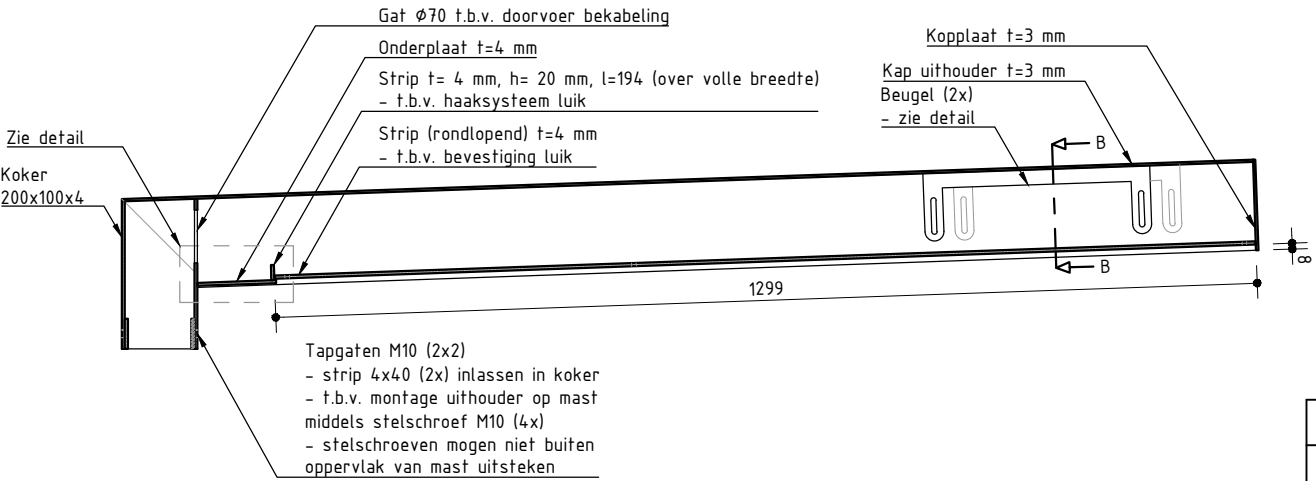 Gat Ø70 t.b.v. doorvoer bekabeling
Onderplaat t=4 mm
Strip t= 4 mm, h= 20 mm, l=194 (over volle breedte)
- t.b.v. haaksysteem luik
Strip (rondlopend) t=4 mm
- t.b.v. bevestiging luik
Zie detail
Koker
200x100x4
Kopplaat t=3 mm
Kap uithouder t=3 mm
Beugel (2x)
- zie detail
B
B
8
1299
Tapgaten M10 (2x2)
- strip 4x40 (2x) inlassen in koker
- t.b.v. montage uithouder op mast
middels stelschroef M10 (4x)
- stelschroeven mogen niet buiten
oppervlak van mast uitsteken